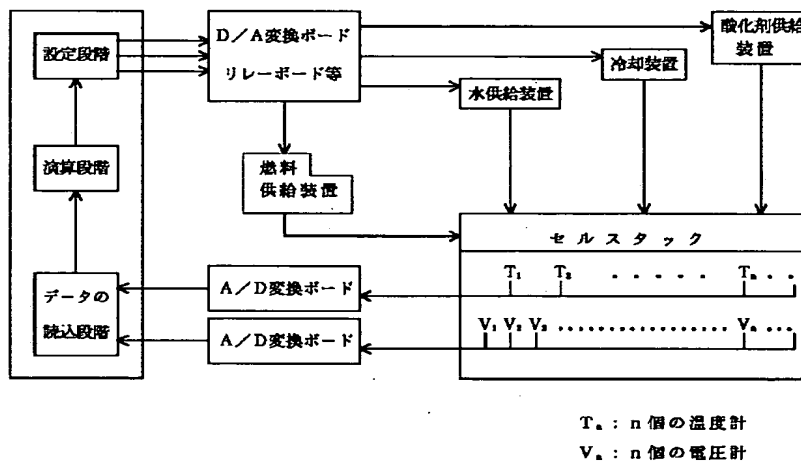 設定段階
演算段階
データの
読込段階
D／A変換ボード
リレーボード等
燃料
供給装置
水供給装置
冷却装置
酸化剤供給
装置
A／D変換ボード
A／D変換ボード
セルスタック
T₁ T₂ ・・・・・ Tₙ・・・
V₁ V₂ V₃ ・・・・・・・・・・・・・・・・・・・ Vₙ・・・・
Tₙ：n個の温度計
Vₙ：n個の電圧計